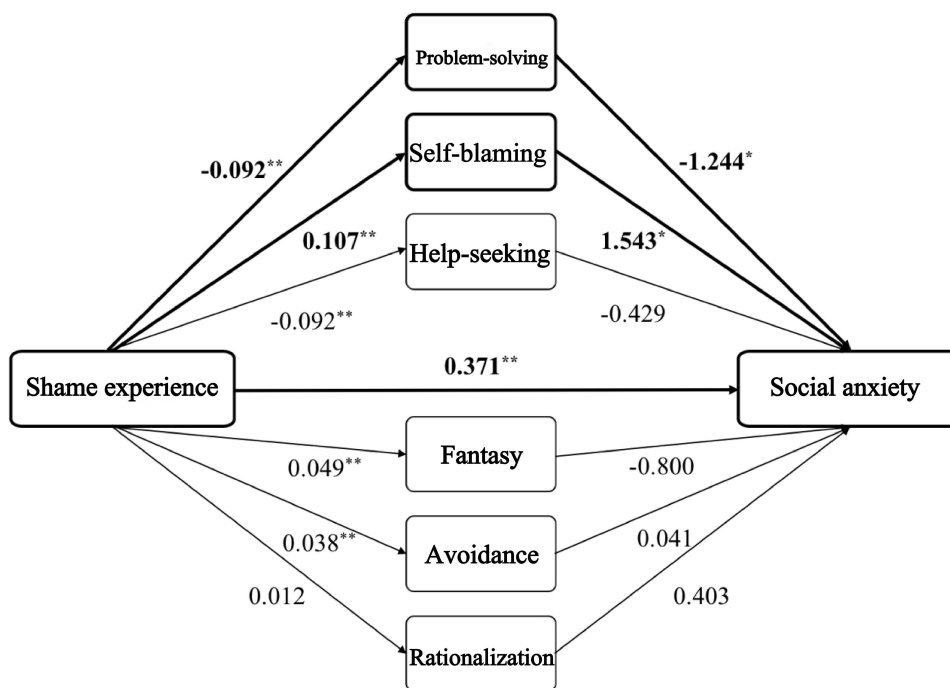 Problem-solving
-0.092**
-1.244*
Self-blaming
0.107**
1.543*
Help-seeking
-0.092**
-0.429
0.371**
Shame experience
Social anxiety
Fantasy
0.049**
-0.800
0.038**
Avoidance
0.041
0.012
0.403
Rationalization